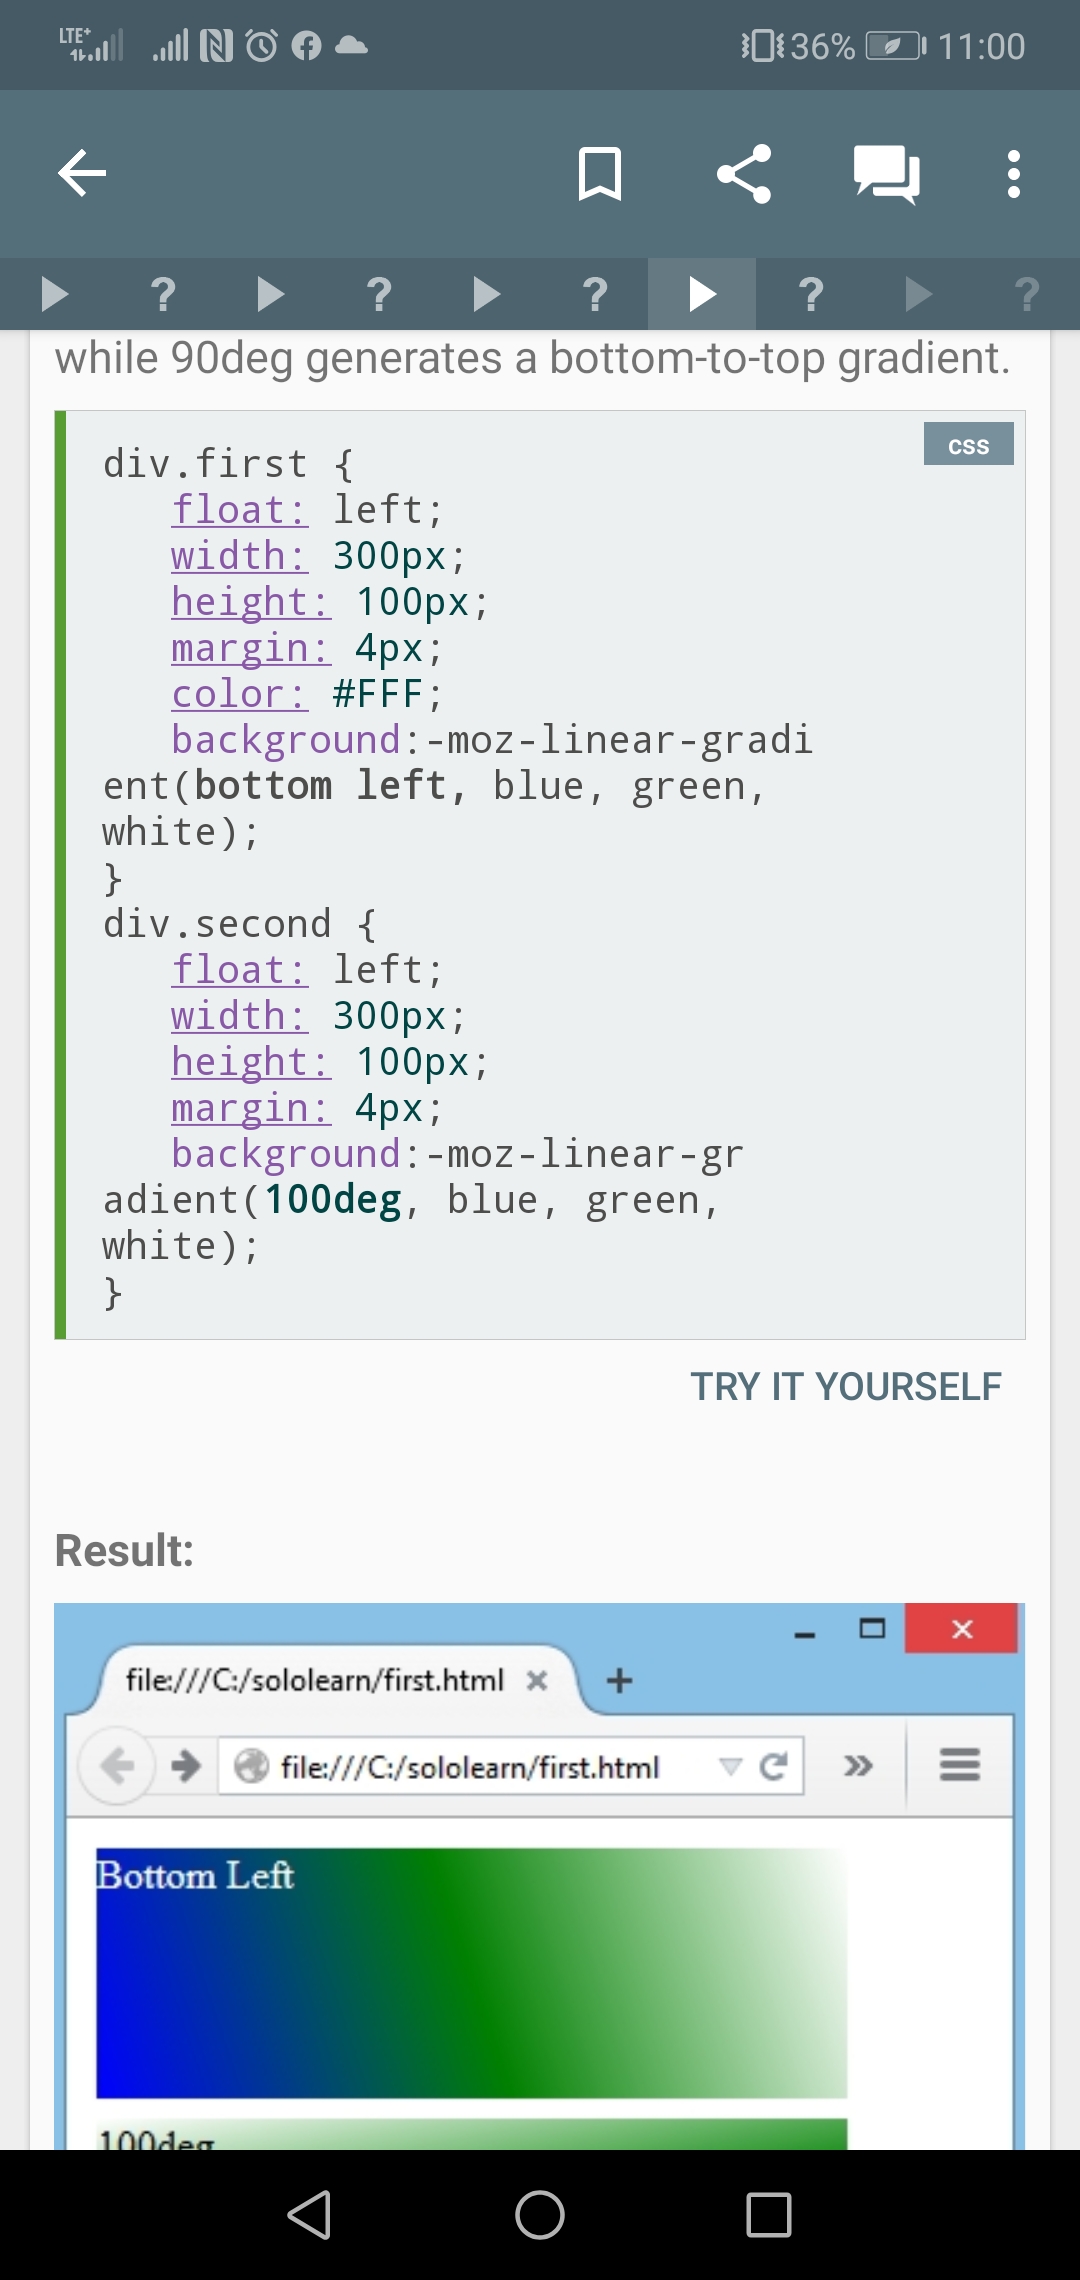 LTE+
36%
11:00
? ? ? ? ?
while 90deg generates a bottom-to-top gradient.
css
div.first {
float: left;
width: 300px;
height: 100px;
margin: 4px;
color: #FFF;
background:-moz-linear-gradi
ent(bottom left, blue, green,
white);
}
div.second {
float: left;
width: 300px;
height: 100px;
margin: 4px;
background:-moz-linear-gr
adient(100deg, blue, green,
white);
}
TRY IT YOURSELF
Result:
file:///C:/sololearn/first.html
file:///C:/sololearn/first.html
Bottom Left
100deg